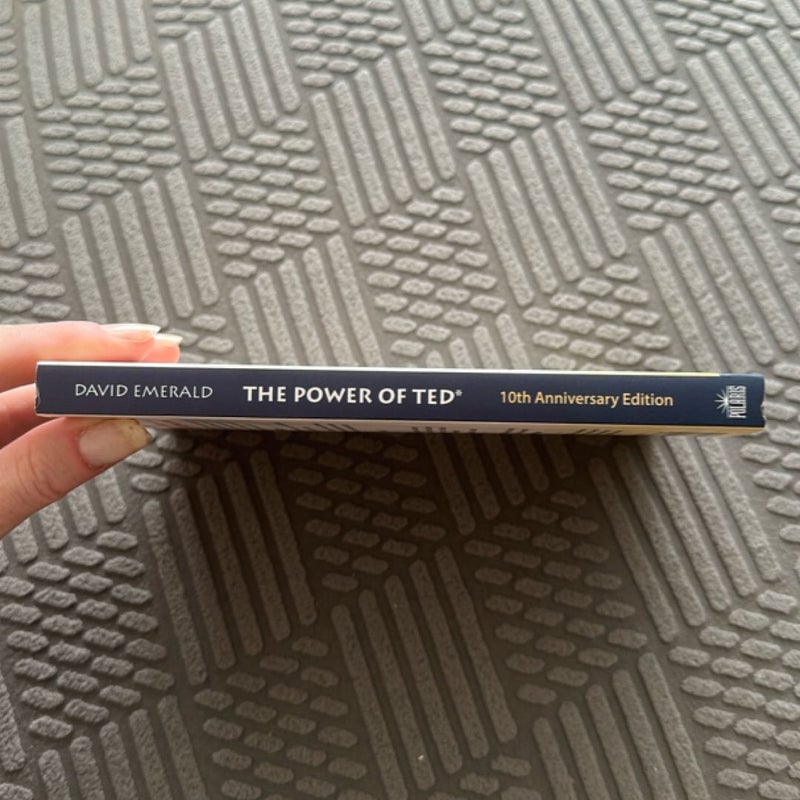 DAVID EMERALD THE POWER OF TED* 10th Anniversary Edition POLARIS